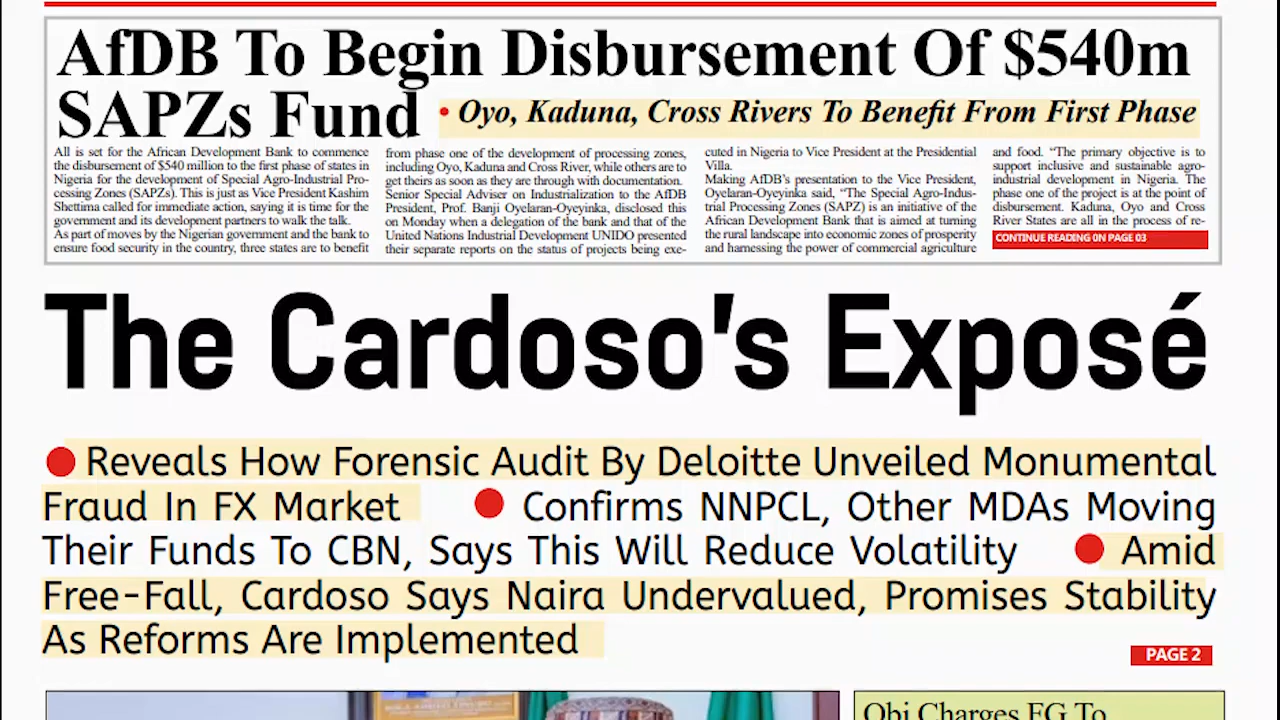 AfDB To Begin Disbursement Of $540m
SAPZs Fund • Oyo, Kaduna, Cross Rivers To Benefit From First Phase
All is set for the African Development Bank to commence
the disbursement of $540 million to the first phase of states in
Nigeria for the development of Special Agro-Industrial Pro-
cessing Zones (SAPZs). This is just as Vice President Kashim
Shettima called for immediate action, saying it is time for the
government and its development partners to walk the talk.
As part of moves by the Nigerian government and the bank to
ensure food security in the country, three states are to benefit
from phase one of the development of processing zones,
including Oyo, Kaduna and Cross River, while others are to
get theirs as soon as they are through with documentation.
Senior Special Adviser on Industrialization to the AfDB
President, Prof. Banji Oyelaran-Oyeyinka, disclosed this
on Monday when a delegation of the bank and that of the
United Nations Industrial Development UNIDO presented
their separate reports on the status of projects being exe-
cuted in Nigeria to Vice President at the Presidential
Villa.
Making AfDB's presentation to the Vice President,
Oyelaran-Oyeyinka said, “The Special Agro-Indus-
trial Processing Zones (SAPZ) is an initiative of the
African Development Bank that is aimed at turning
the rural landscape into economic zones of prosperity
and harnessing the power of commercial agriculture
and food. “The primary objective is to
support inclusive and sustainable agro-
industrial development in Nigeria. The
phase one of the project is at the point of
disbursement. Kaduna, Oyo and Cross
River States are all in the process of re-
CONTINUE READING 0N PAGE 03
The Cardoso's Exposé
● Reveals How Forensic Audit By Deloitte Unveiled Monumental
Fraud In FX Market ● Confirms NNPCL, Other MDAs Moving
Their Funds To CBN, Says This Will Reduce Volatility ● Amid
Free-Fall, Cardoso Says Naira Undervalued, Promises Stability
As Reforms Are Implemented
PAGE 2
Obi Charges FG To